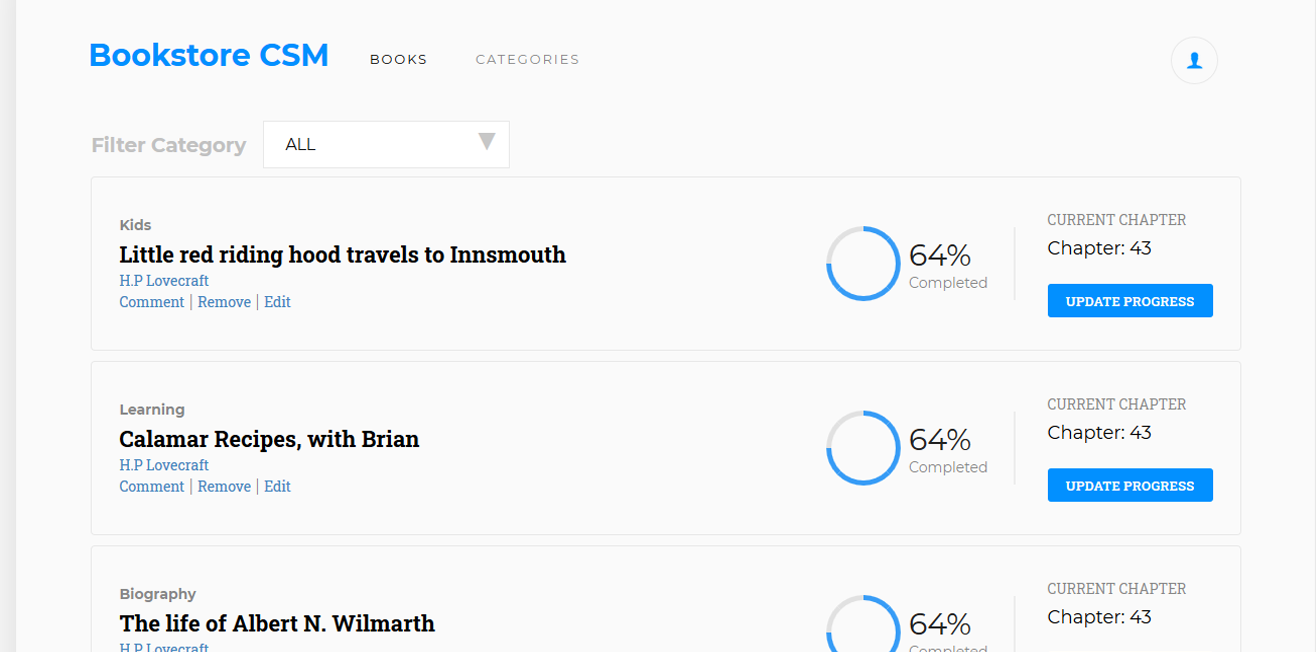 Bookstore CSM BOOKS CATEGORIES
Filter Category ALL
Kids
Little red riding hood travels to Innsmouth
H.P Lovecraft
Comment | Remove | Edit
64%
Completed
CURRENT CHAPTER
Chapter: 43
UPDATE PROGRESS
Learning
Calamar Recipes, with Brian
H.P Lovecraft
Comment | Remove | Edit
64%
Completed
CURRENT CHAPTER
Chapter: 43
UPDATE PROGRESS
Biography
The life of Albert N. Wilmarth
H.P Lovecraft
64%
Completed
CURRENT CHAPTER
Chapter: 43